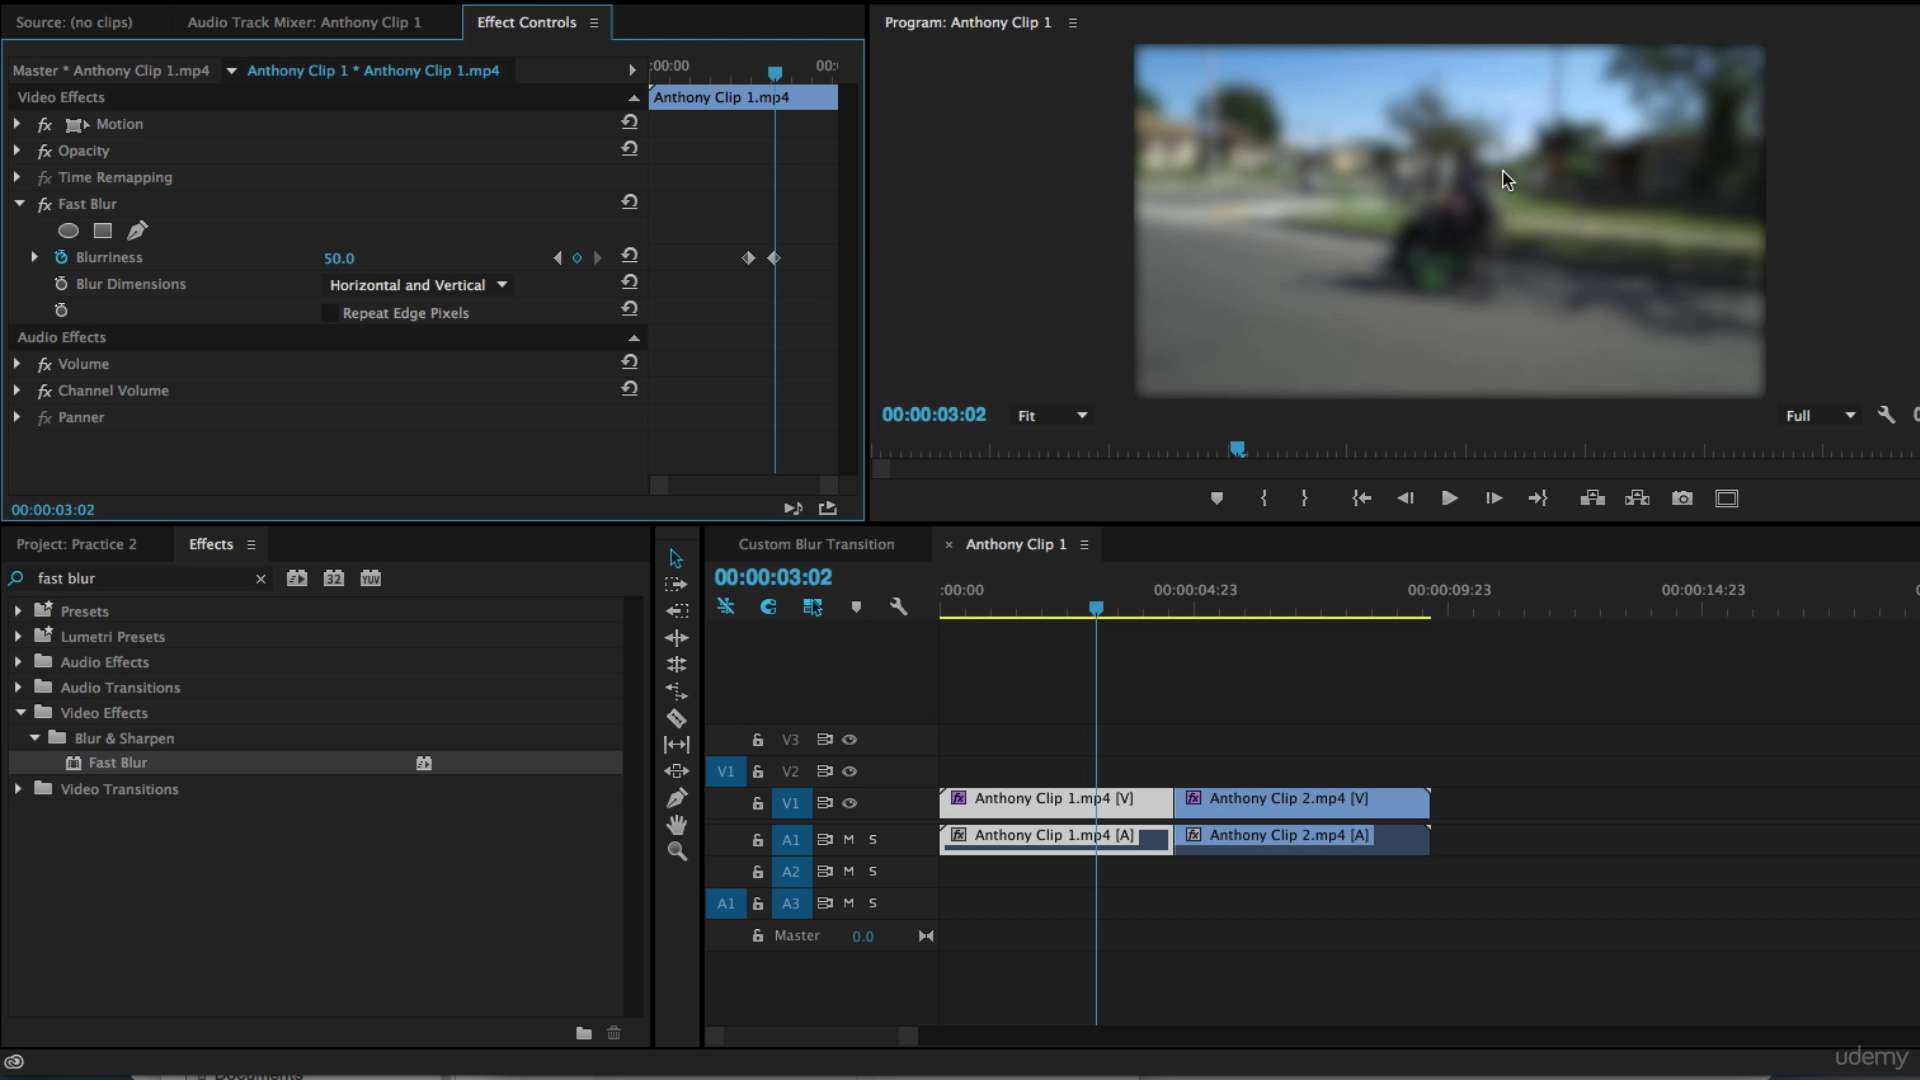 Source: (no clips)
Audio Track Mixer: Anthony Clip 1
Effect Controls
Master * Anthony Clip 1.mp4
Anthony Clip 1 * Anthony Clip 1.mp4
:00:00
00:
Video Effects
Anthony Clip 1.mp4
fx Motion
fx Opacity
fx Time Remapping
fx Fast Blur
Blurriness
50.0
Blur Dimensions
Horizontal and Vertical
Repeat Edge Pixels
Audio Effects
fx Volume
fx Channel Volume
fx Panner
00:00:03:02
Program: Anthony Clip 1
00:00:03:02
Fit
Full
Project: Practice 2
Effects
fast blur
32
YUV
Presets
Lumetri Presets
Audio Effects
Audio Transitions
Video Effects
Blur & Sharpen
Fast Blur
Video Transitions
Custom Blur Transition
× Anthony Clip 1
00:00:03:02
:00:00
00:00:04:23
00:00:09:23
00:00:14:23
V3
V1 V2
V1
fx Anthony Clip 1.mp4 [V]
fx Anthony Clip 2.mp4 [V]
A1 M S
fx Anthony Clip 1.mp4 [A]
fx Anthony Clip 2.mp4 [A]
A2 M S
A1 A3 M S
Master 0.0
udemy